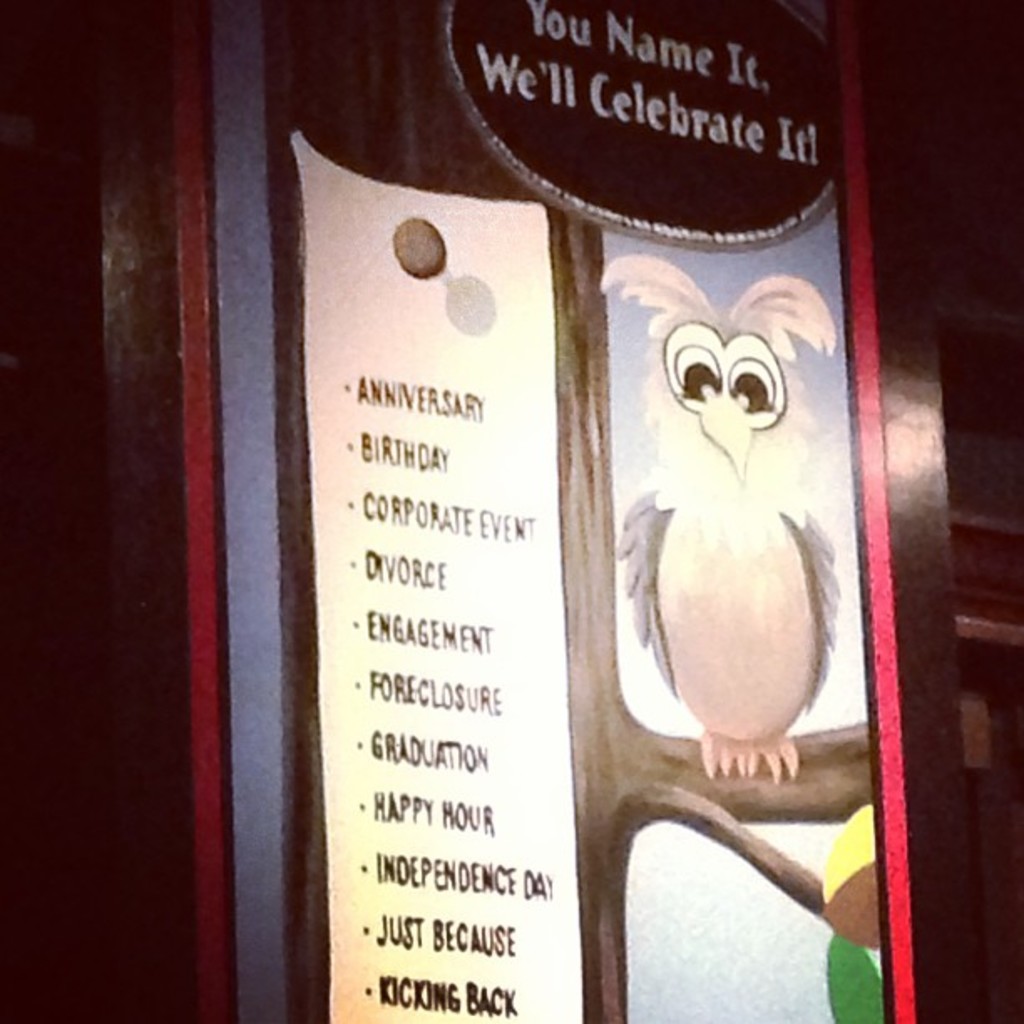 You Name It,
We'll Celebrate It!
· ANNIVERSARY
· BIRTHDAY
· CORPORATE EVENT
· DIVORCE
· ENGAGEMENT
· FORECLOSURE
· GRADUATION
· HAPPY HOUR
· INDEPENDENCE DAY
· JUST BECAUSE
· KICKING BACK